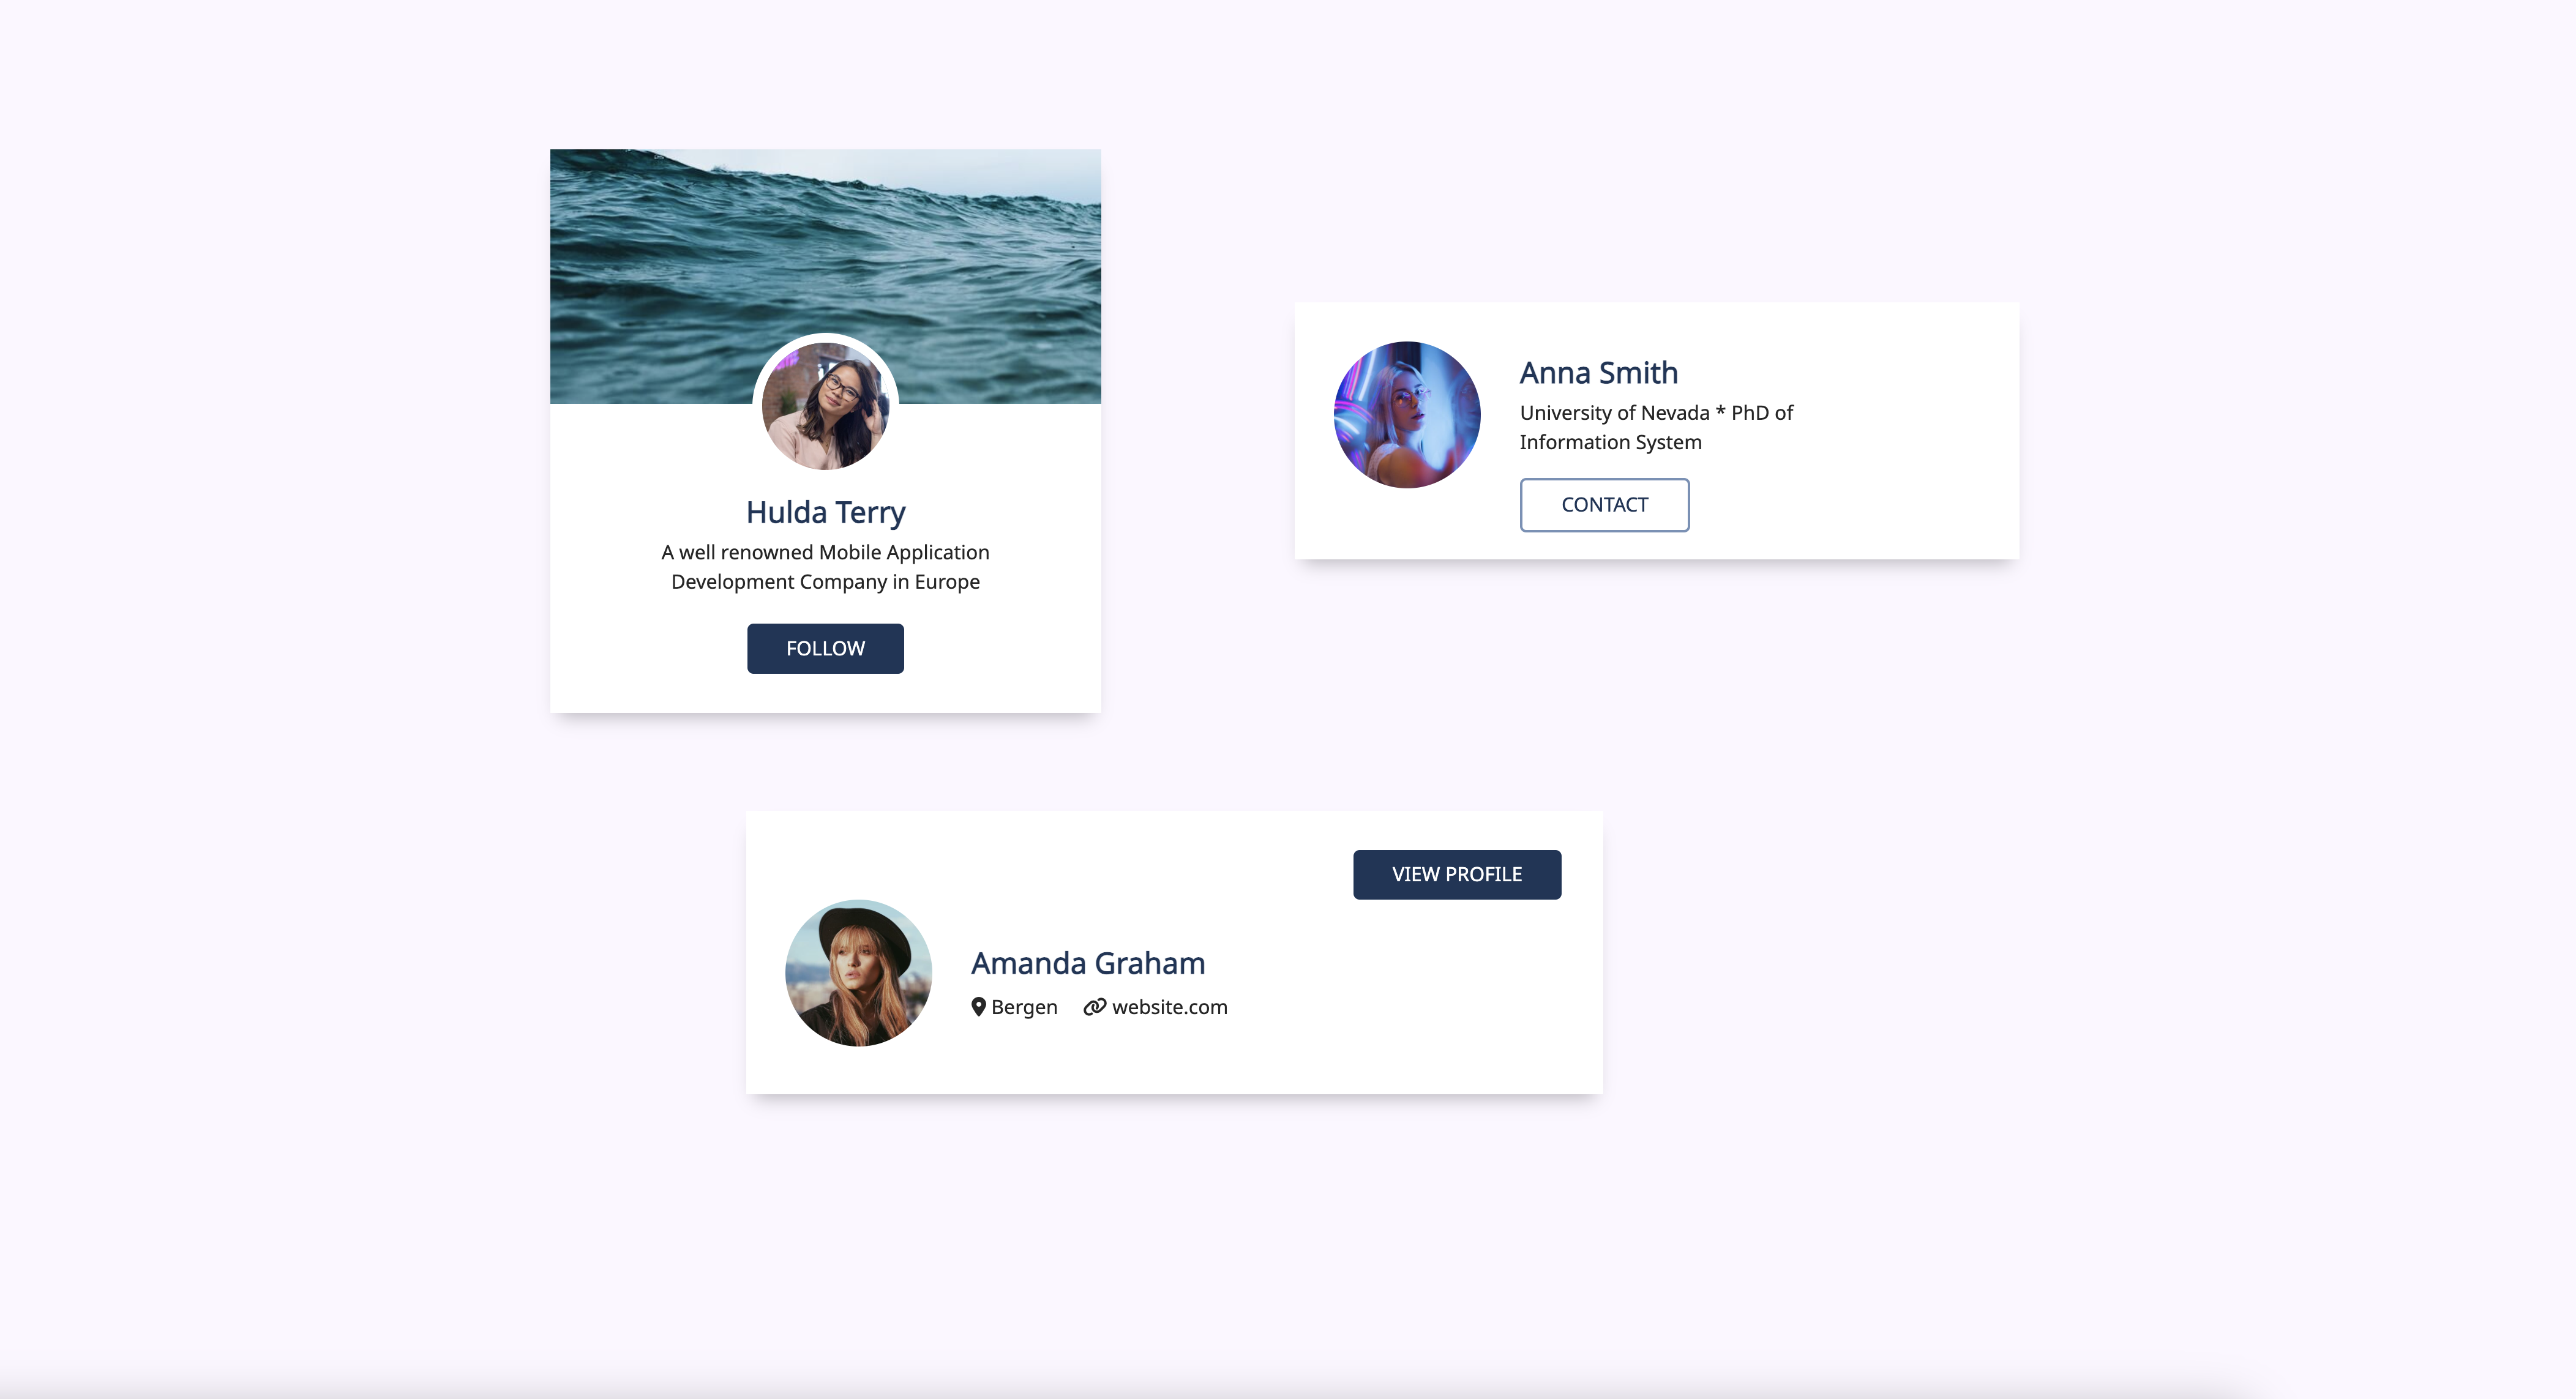 Hulda Terry
A well renowned Mobile Application
Development Company in Europe
FOLLOW
Anna Smith
University of Nevada * PhD of
Information System
CONTACT
VIEW PROFILE
Amanda Graham
Bergen website.com